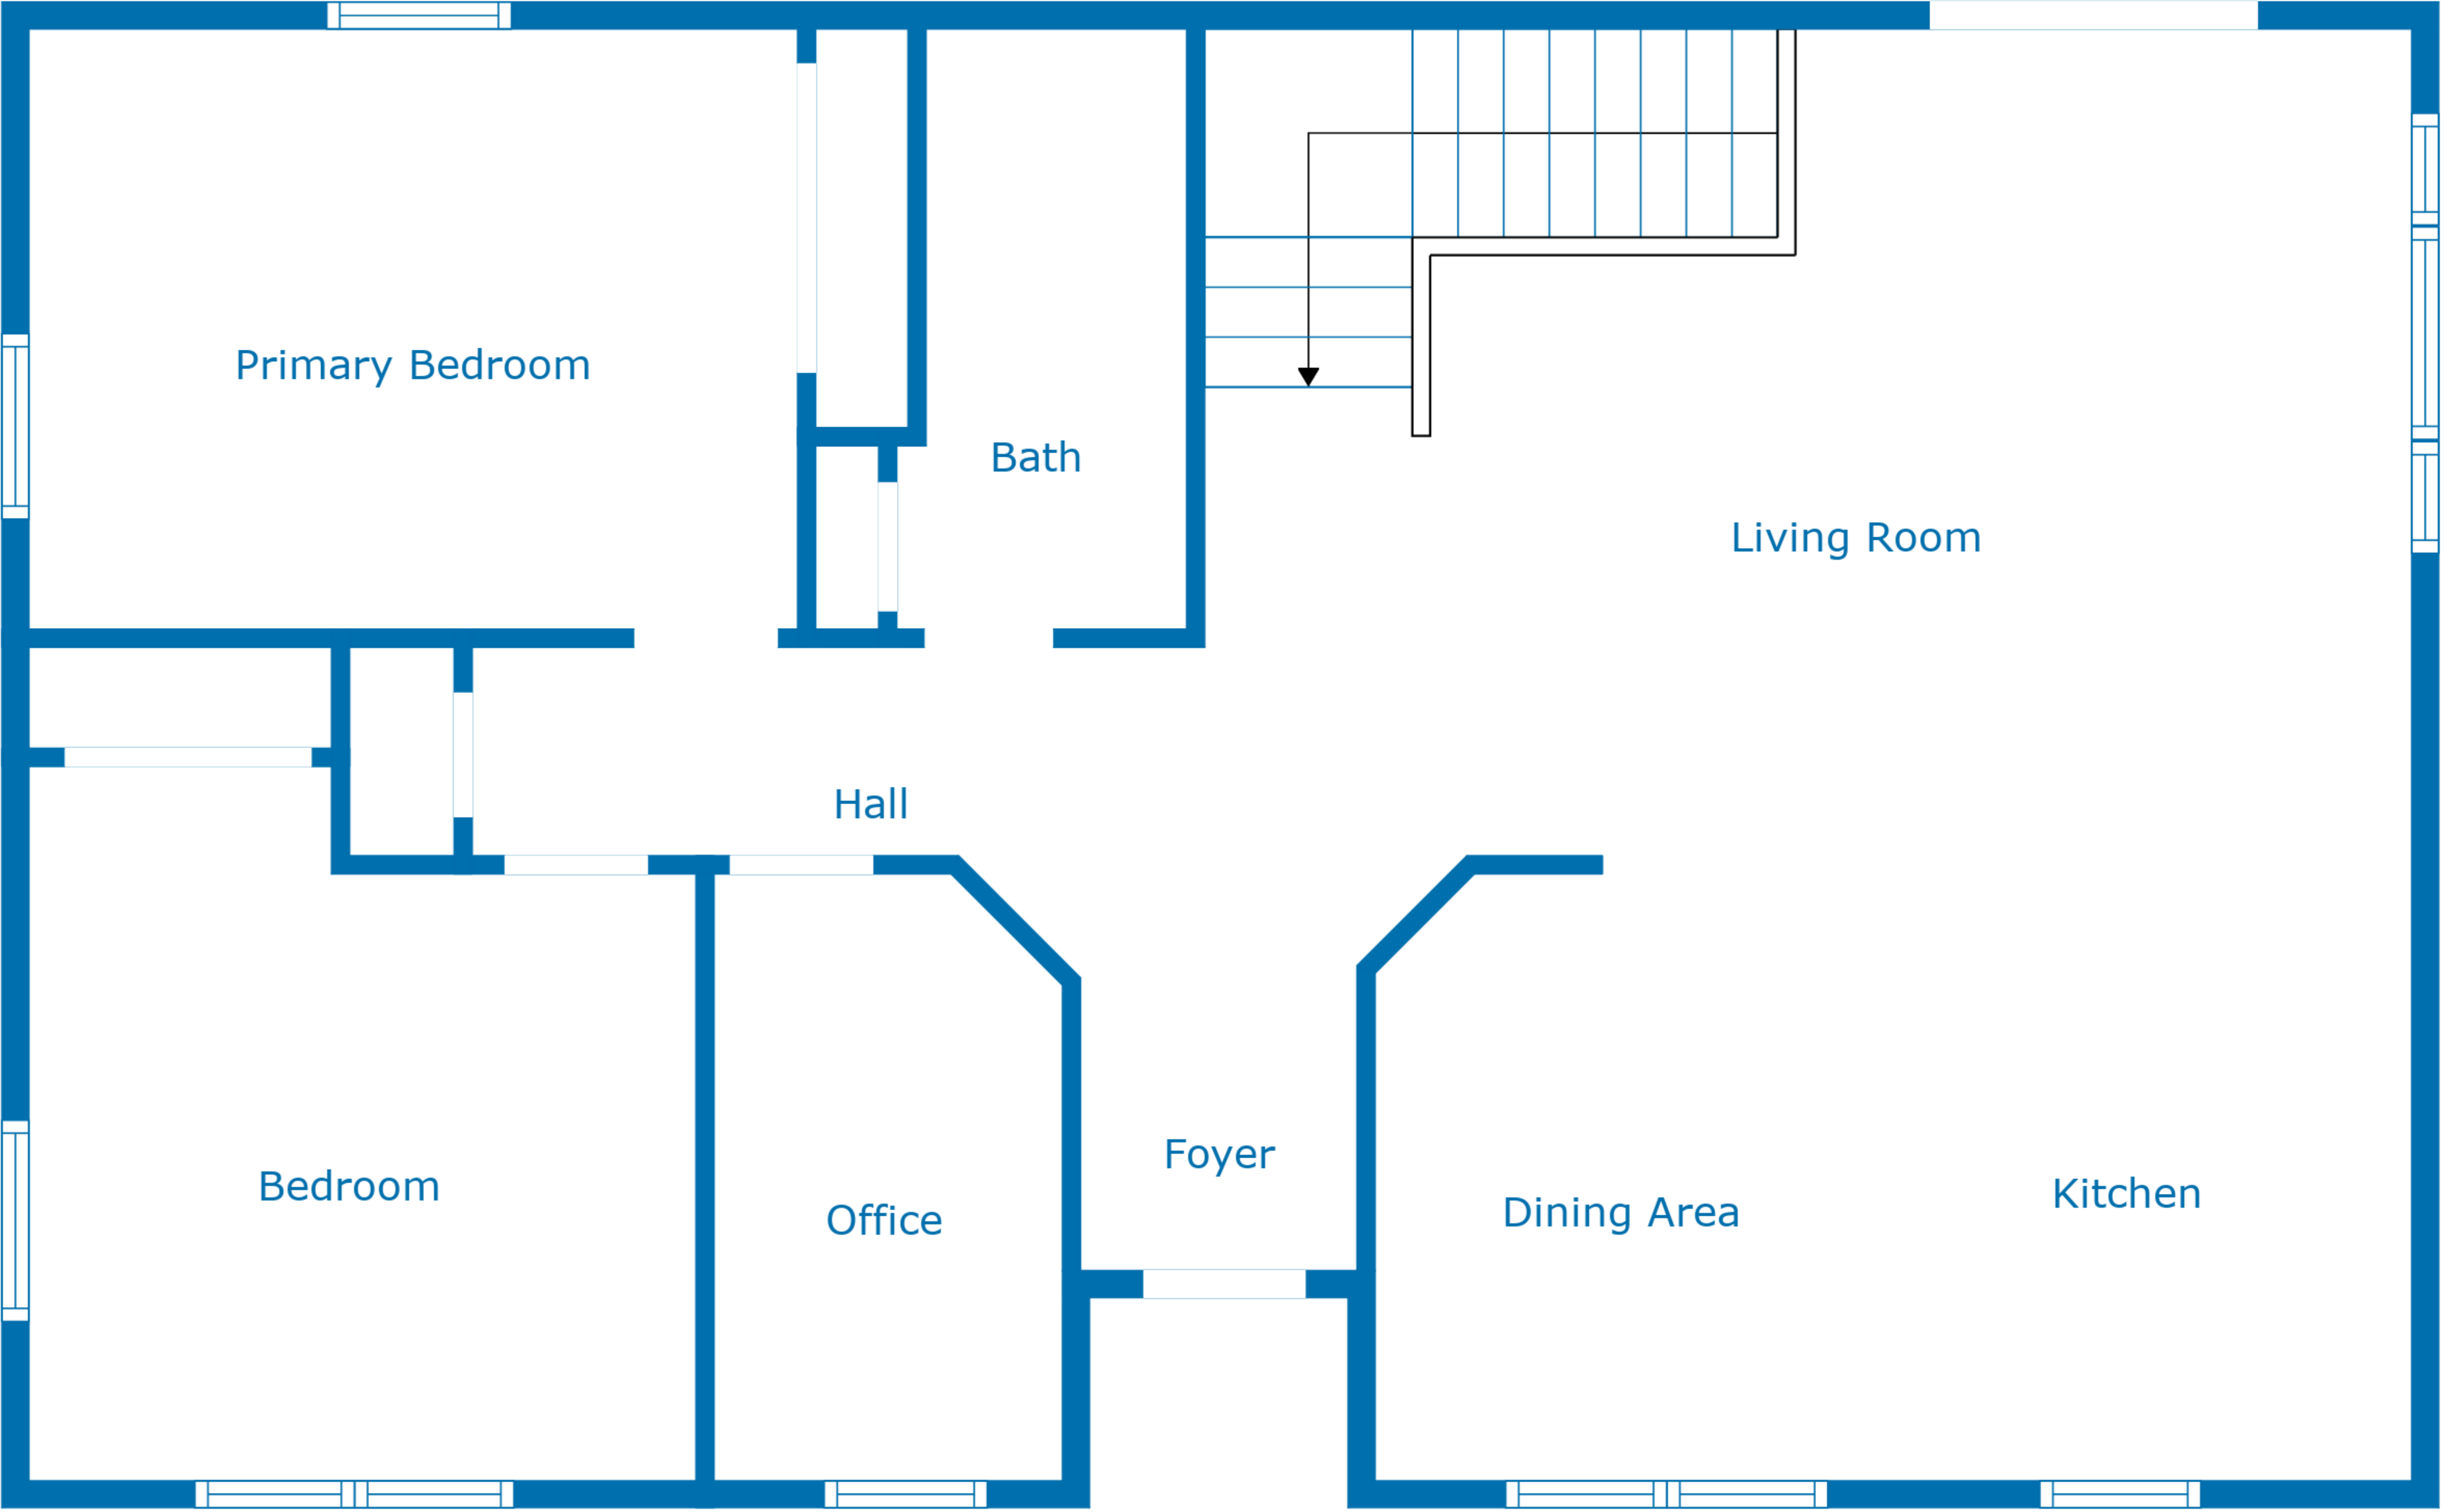 Primary Bedroom
Bath
Living Room
Hall
Foyer
Bedroom
Office
Dining Area
Kitchen